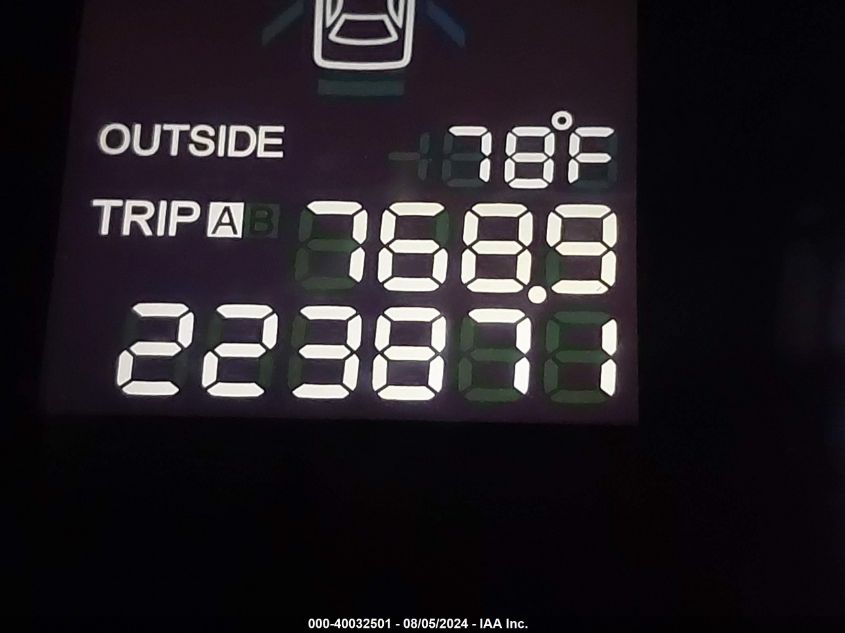 OUTSIDE 78°F
TRIP A B 768.9
223871
000-40032501 - 08/05/2024 - IAA Inc.